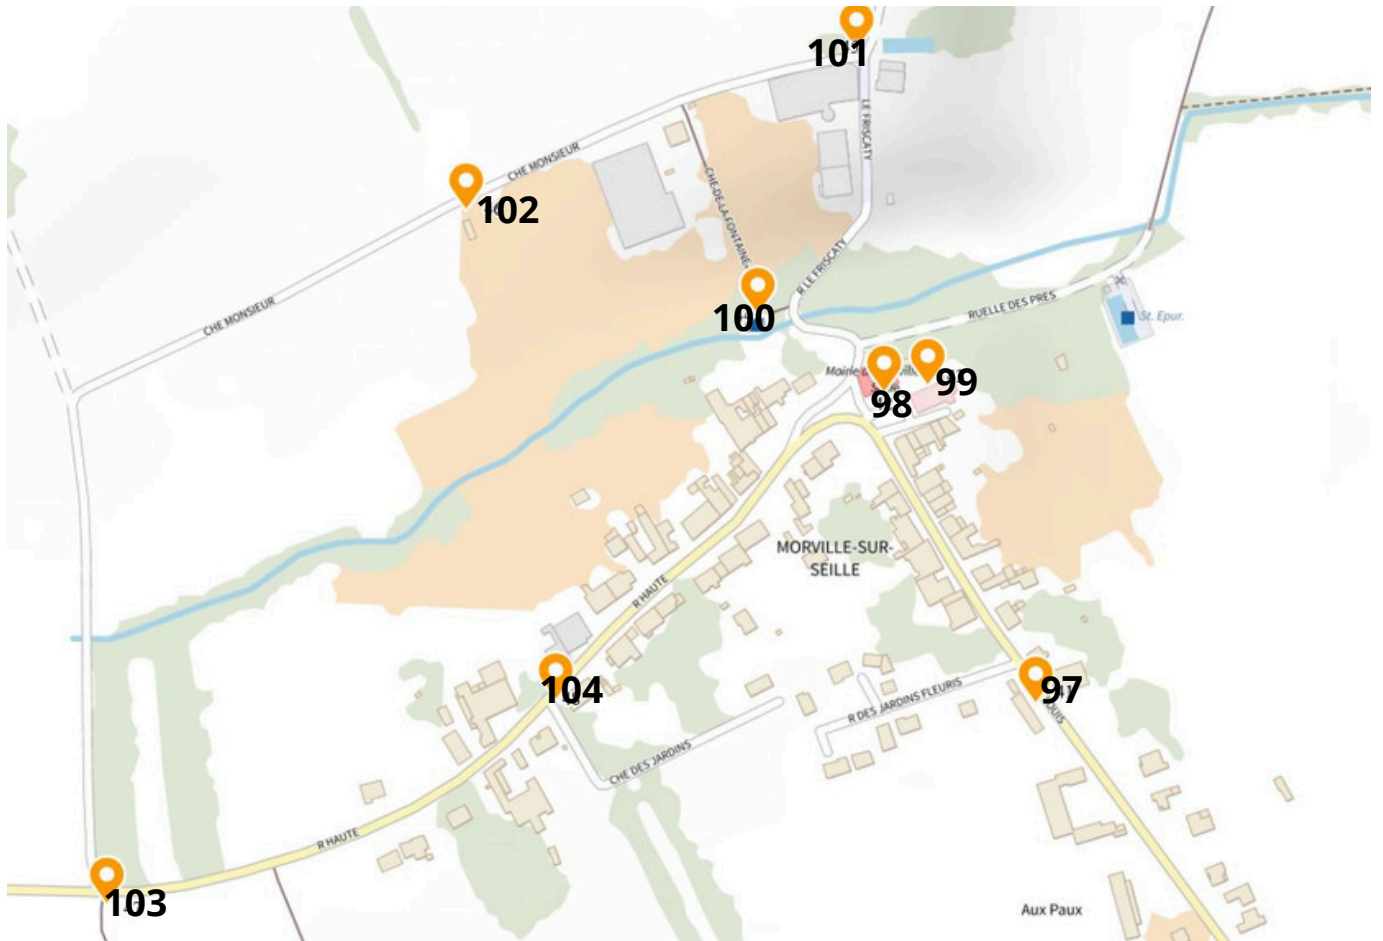 101
LE FRISCATY
CHE MONSIEUR
102
CHE-DE-LA-FONTAINE
R LE FRISCATY
CHE MONSIEUR
100
RUELLE DES PRES
St. Epur.
Mairie
99
98
MORVILLE-SUR-
SEILLE
R HAUTE
104
97
R DES JARDINS FLEURIS
CHE DES JARDINS
R HAUTE
103
Aux Paux